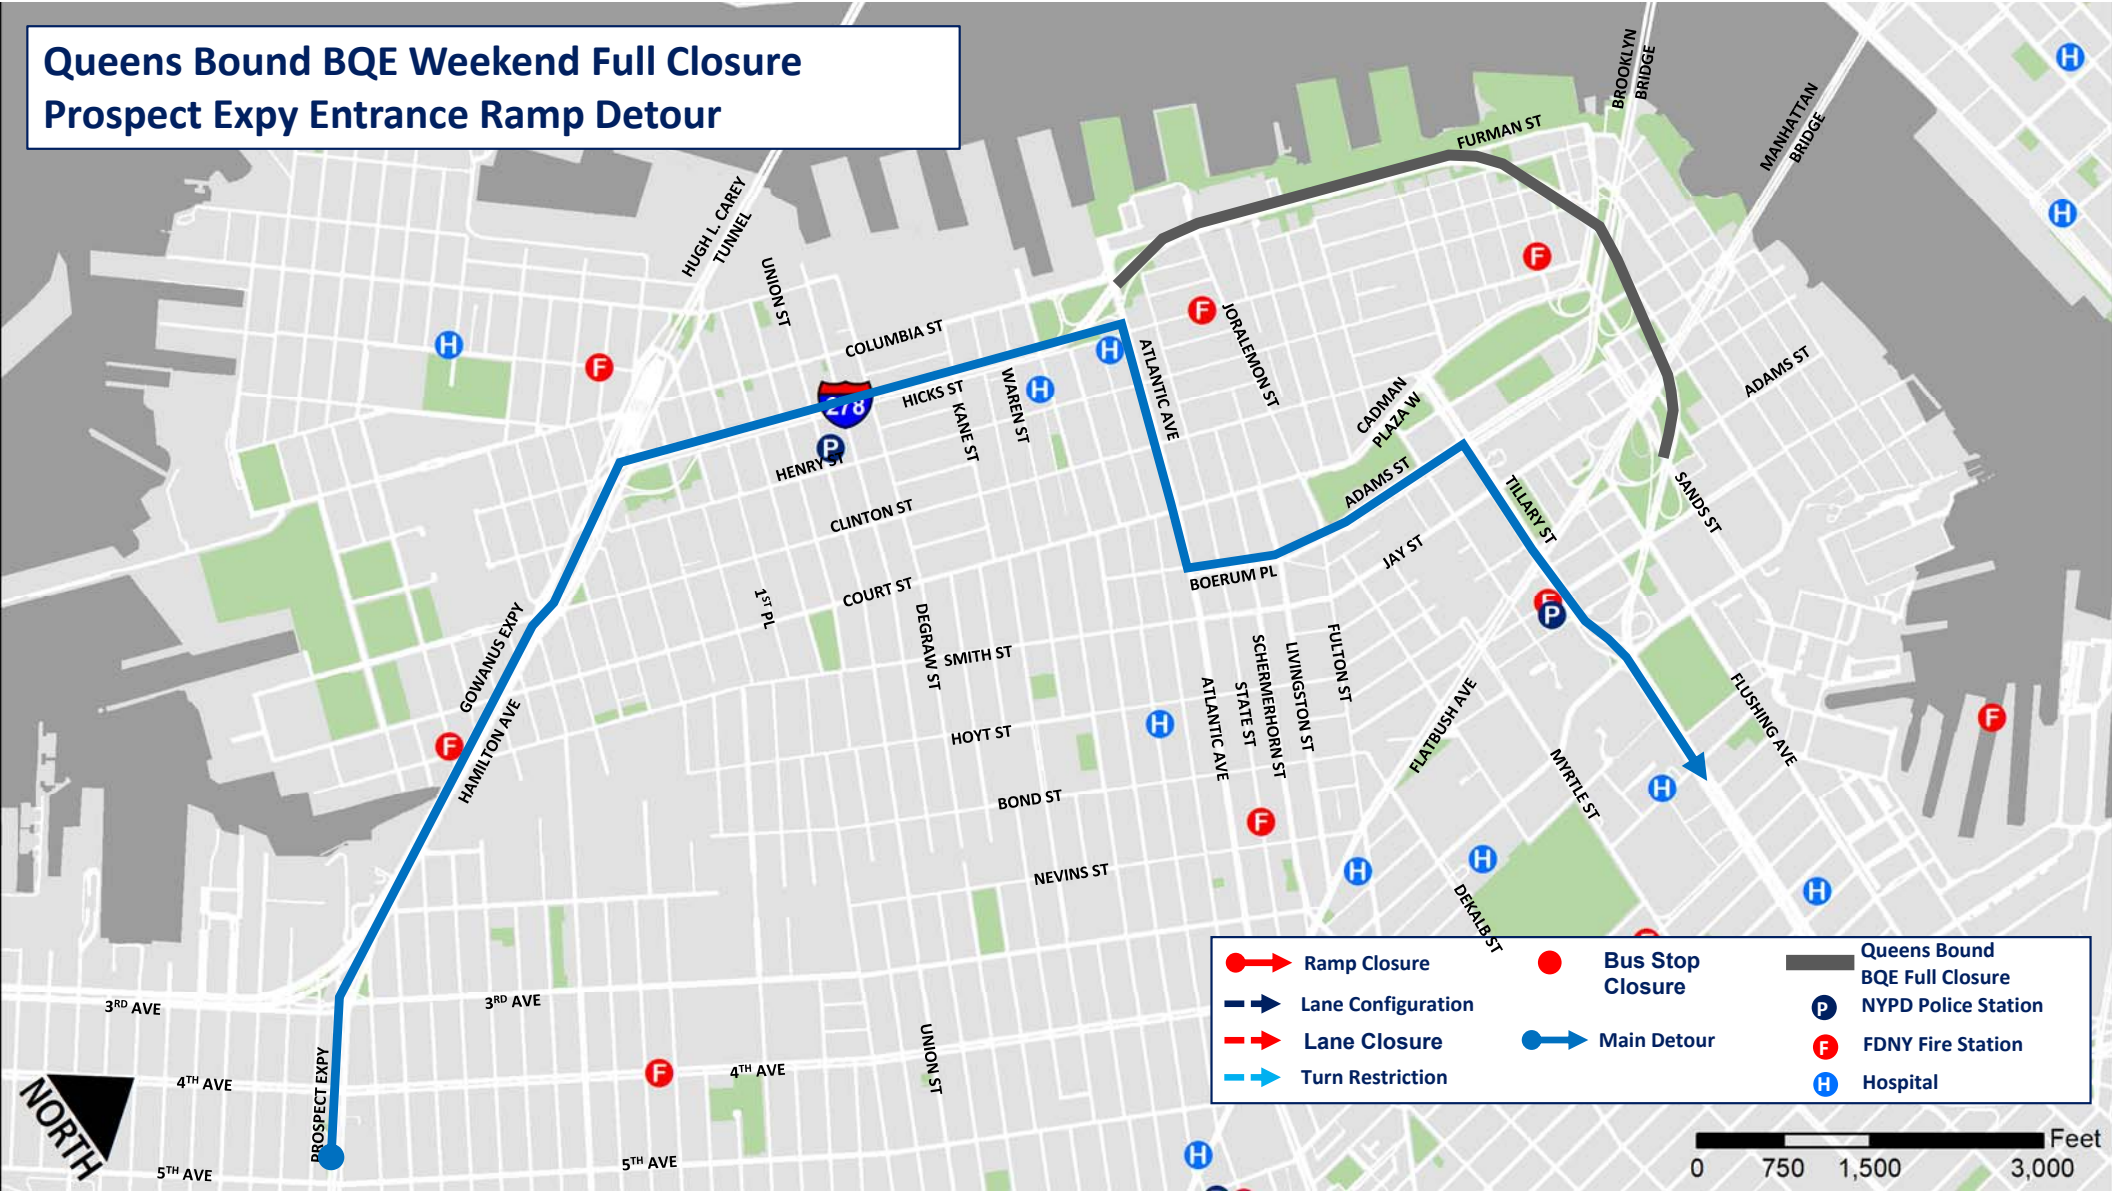 Queens Bound BQE Weekend Full Closure
Prospect Expy Entrance Ramp Detour
BROOKLYN
BRIDGE
MANHATTAN
BRIDGE
FURMAN ST
HUGH L. CAREY
TUNNEL
UNION ST
COLUMBIA ST
278
HICKS ST
KANE ST
WAREN ST
ATLANTIC AVE
JORALEMON ST
CADMAN
PLAZA W
ADAMS ST
ADAMS ST
HENRY ST
CLINTON ST
COURT ST
1ST PL
DEGRAW ST
SMITH ST
HOYT ST
BOND ST
NEVINS ST
BOERUM PL
JAY ST
TILLARY ST
SANDS ST
GOWANUS EXPY
HAMILTON AVE
ATLANTIC AVE
STATE ST
SCHERMERHORN ST
LIVINGSTON ST
FULTON ST
FLATBUSH AVE
MYRTLE ST
FLUSHING AVE
DEKALB ST
3RD AVE
3RD AVE
4TH AVE
4TH AVE
5TH AVE
5TH AVE
PROSPECT EXPY
UNION ST
NORTH
H
H
H
H
H
H
H
H
H
H
H
H
F
F
F
F
F
F
F
P
P
Ramp Closure
Lane Configuration
Lane Closure
Turn Restriction
Bus Stop
Closure
Main Detour
Queens Bound
BQE Full Closure
P NYPD Police Station
F FDNY Fire Station
H Hospital
Feet
0 750 1,500 3,000